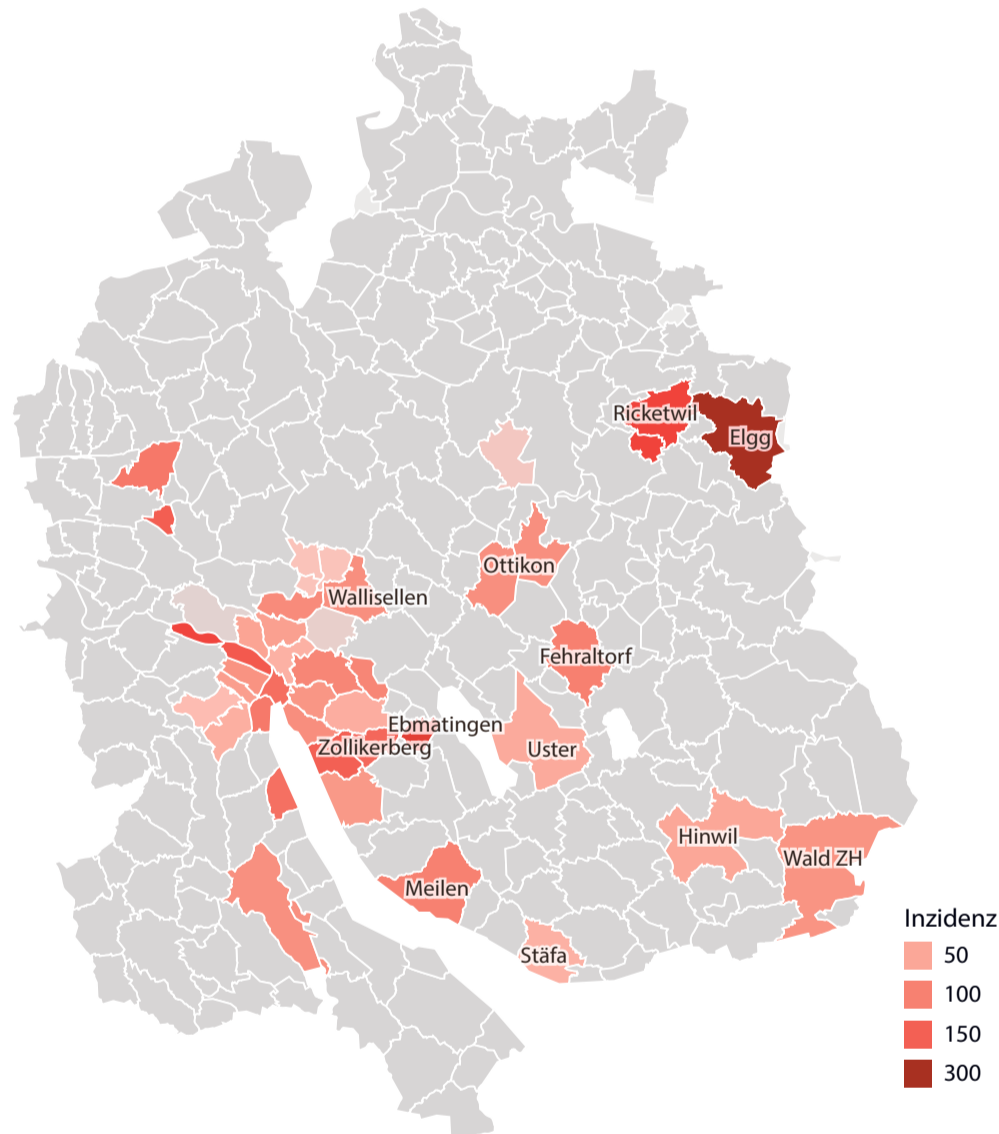 Ricketwil
Elgg
Ottikon
Wallisellen
Fehraltorf
Ebmatingen
Zollikerberg
Uster
Hinwil
Wald ZH
Meilen
Stäfa
Inzidenz
50
100
150
300